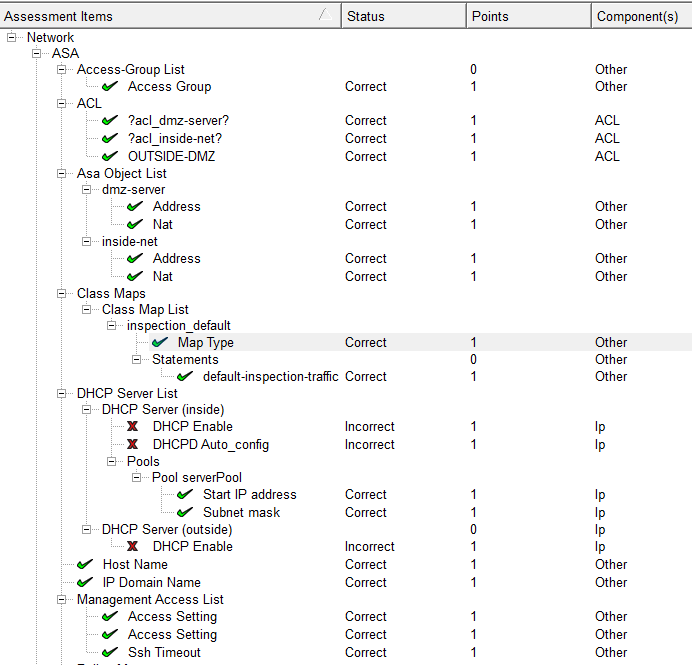 Assessment Items Status Points Component(s)
Network
ASA
Access-Group List 0 Other
Access Group Correct 1 Other
ACL
?acl_dmz-server? Correct 1 ACL
?acl_inside-net? Correct 1 ACL
OUTSIDE-DMZ Correct 1 ACL
Asa Object List
dmz-server
Address Correct 1 Other
Nat Correct 1 Other
inside-net
Address Correct 1 Other
Nat Correct 1 Other
Class Maps
Class Map List
inspection_default
Map Type Correct 1 Other
Statements 0 Other
default-inspection-traffic Correct 1 Other
DHCP Server List
DHCP Server (inside)
DHCP Enable Incorrect 1 Ip
DHCPD Auto_config Incorrect 1 Ip
Pools
Pool serverPool
Start IP address Correct 1 Ip
Subnet mask Correct 1 Ip
DHCP Server (outside) 0 Ip
DHCP Enable Incorrect 1 Ip
Host Name Correct 1 Other
IP Domain Name Correct 1 Other
Management Access List
Access Setting Correct 1 Other
Access Setting Correct 1 Other
Ssh Timeout Correct 1 Other